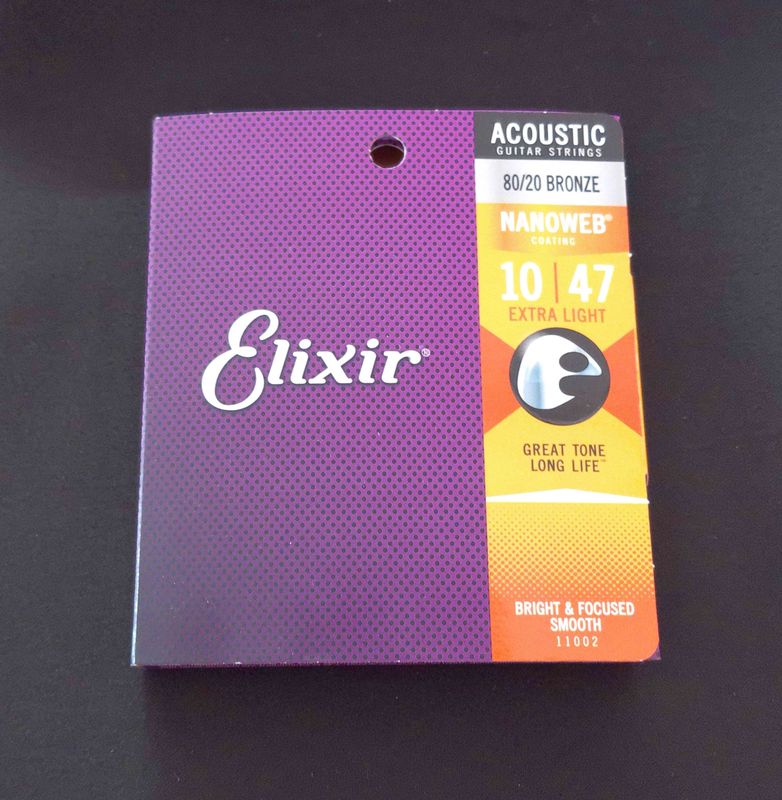 ACOUSTIC
GUITAR STRINGS
80/20 BRONZE
NANOWEB®
COATING
10 | 47
EXTRA LIGHT
Elixir®
GREAT TONE
LONG LIFE™
BRIGHT & FOCUSED
SMOOTH
11002